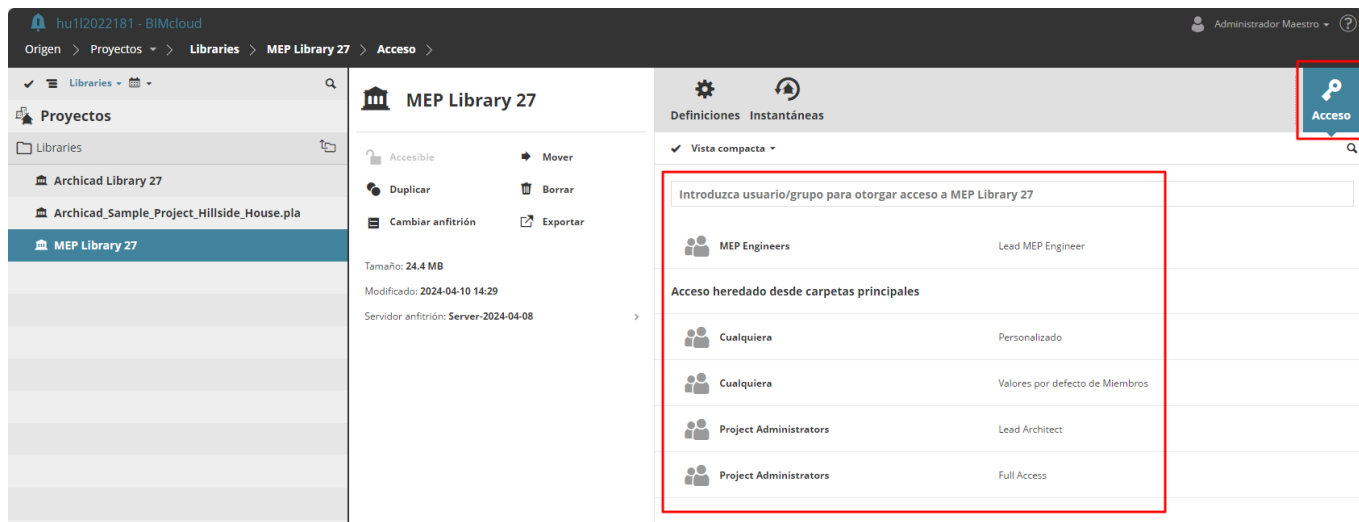 hu1l2022181 - BIMcloud
Administrador Maestro
Origen > Proyectos > Libraries > MEP Library 27 > Acceso >
Libraries
Proyectos
Libraries
Archicad Library 27
Archicad_Sample_Project_Hillside_House.pla
MEP Library 27
MEP Library 27
Accesible Mover
Duplicar Borrar
Cambiar anfitrión Exportar
Tamaño: 24.4 MB
Modificado: 2024-04-10 14:29
Servidor anfitrión: Server-2024-04-08 >
Definiciones Instantáneas Acceso
Vista compacta
Introduzca usuario/grupo para otorgar acceso a MEP Library 27
MEP Engineers Lead MEP Engineer
Acceso heredado desde carpetas principales
Cualquiera Personalizado
Cualquiera Valores por defecto de Miembros
Project Administrators Lead Architect
Project Administrators Full Access